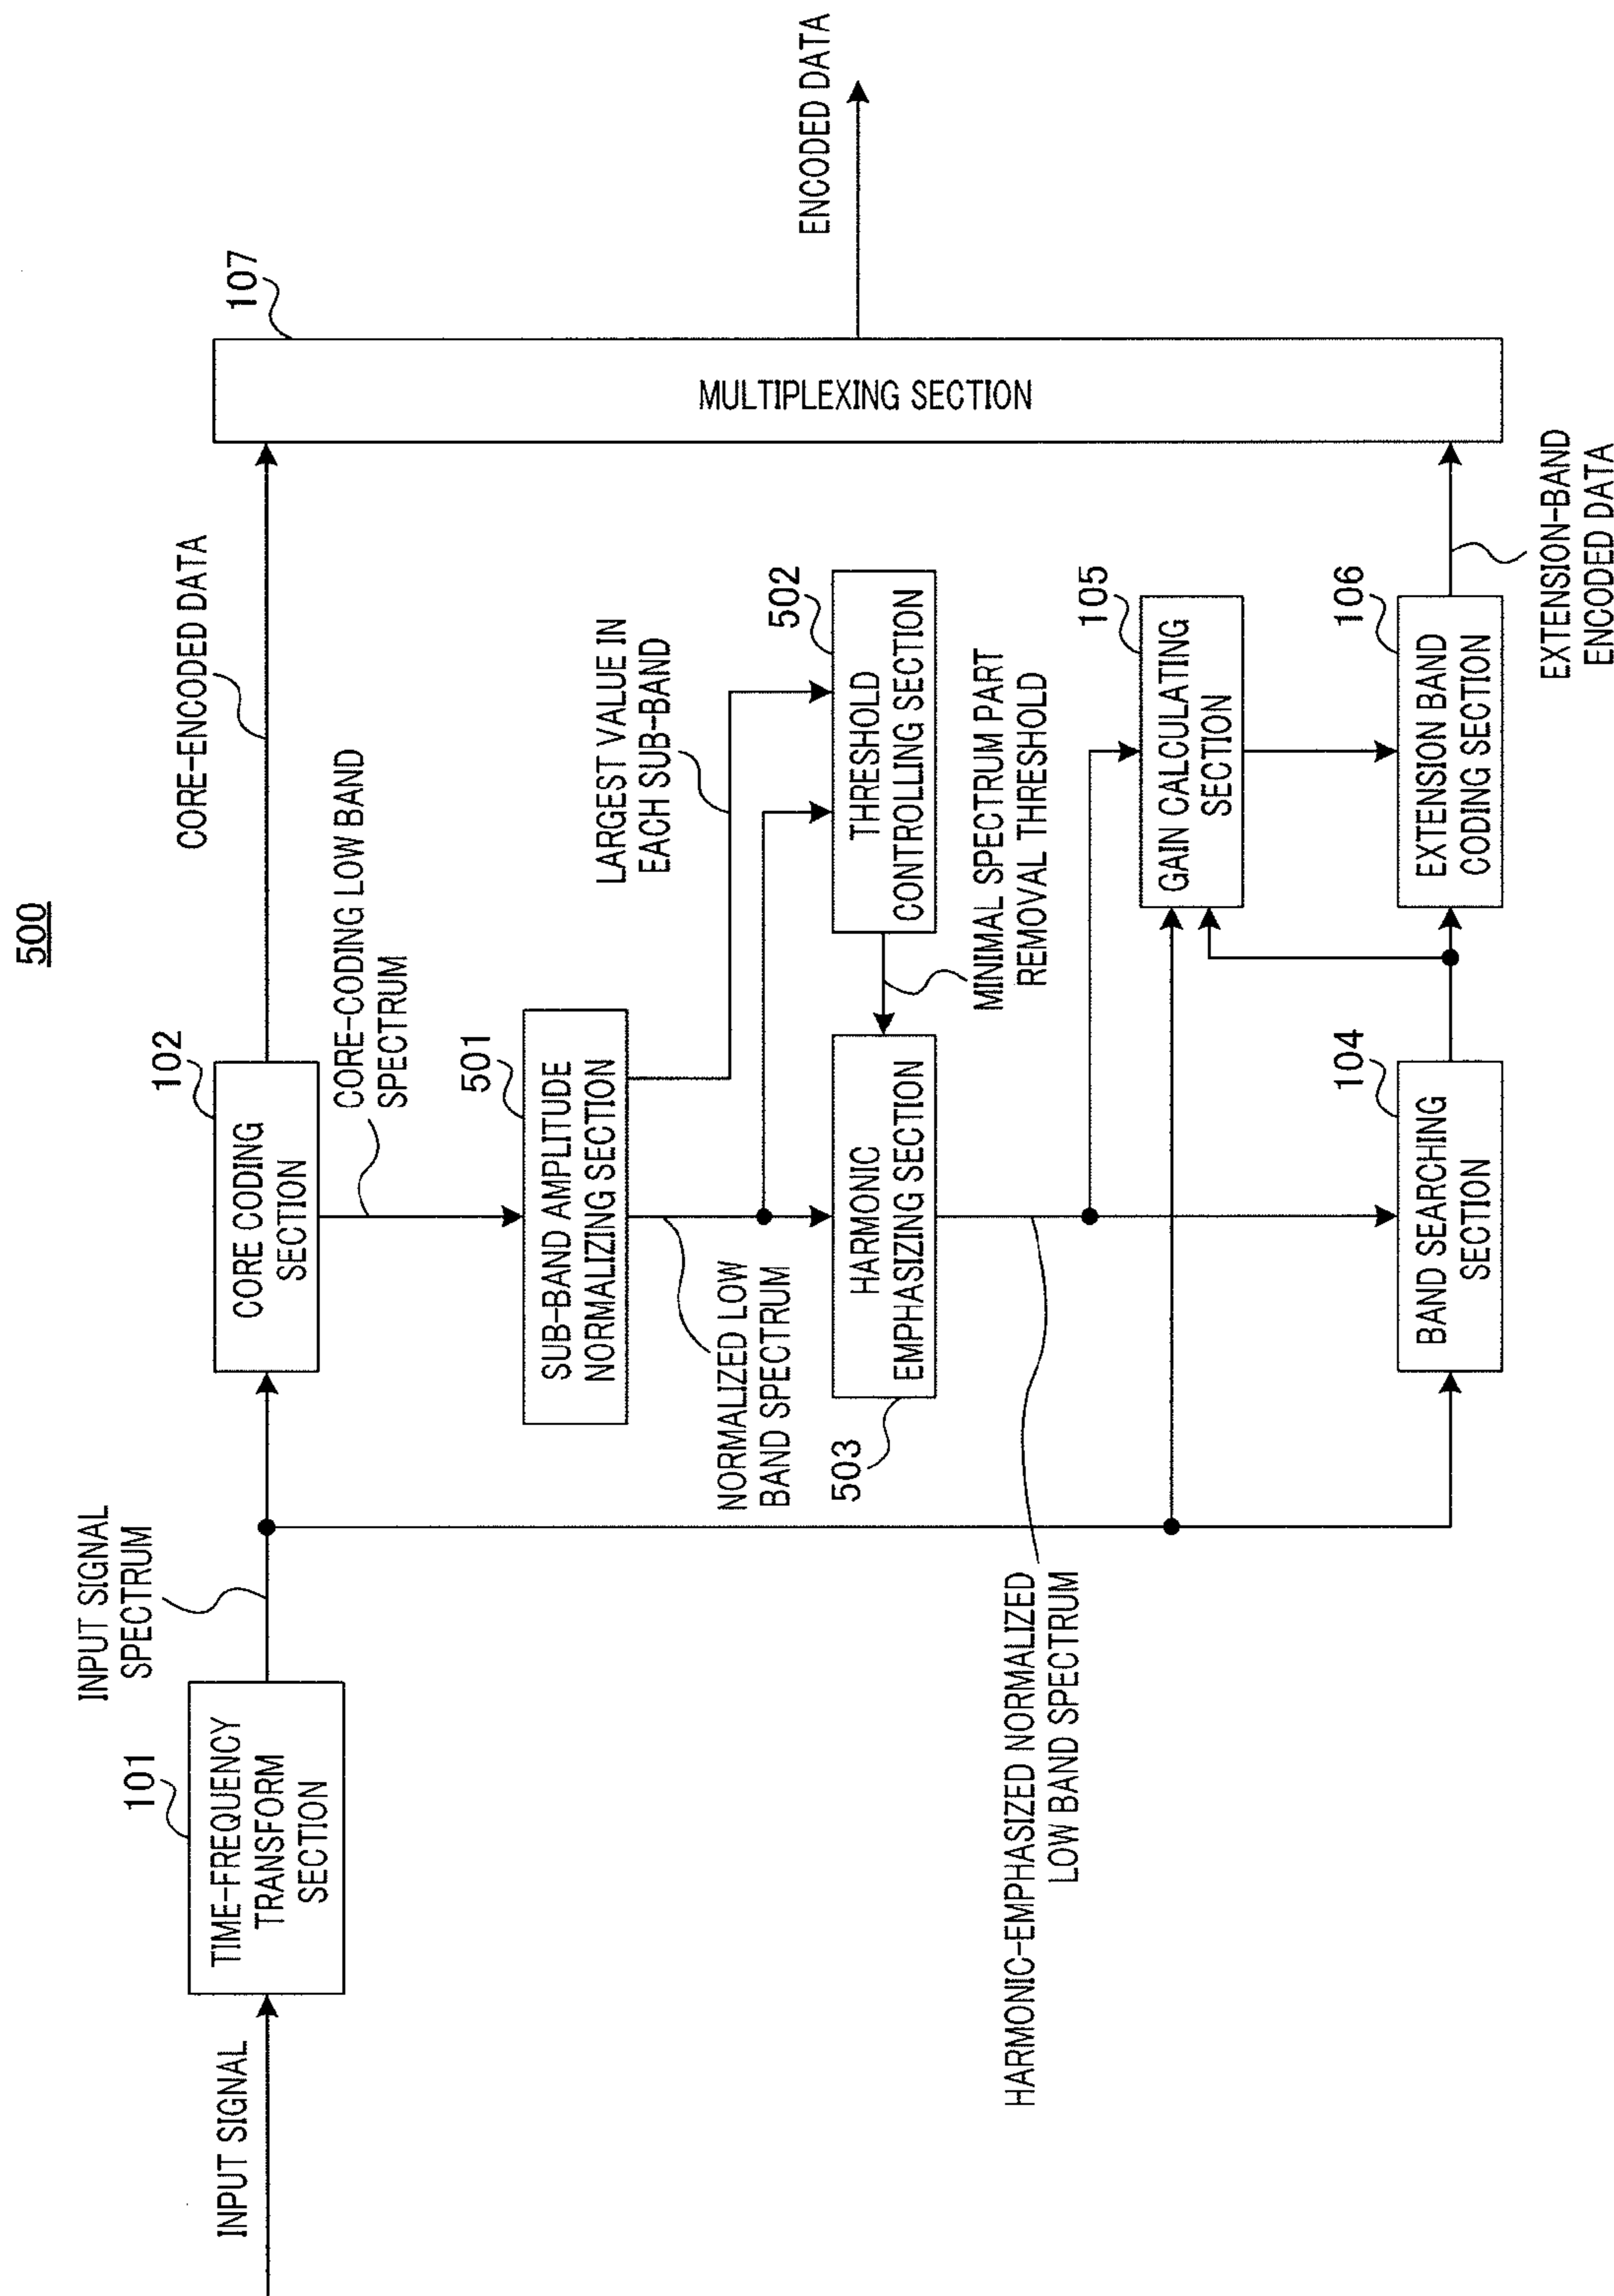 500
INPUT SIGNAL
101
TIME-FREQUENCY
TRANSFORM
SECTION
INPUT SIGNAL
SPECTRUM
102
CORE CODING
SECTION
CORE-ENCODED DATA
CORE-CODING LOW BAND
SPECTRUM
107
MULTIPLEXING SECTION
ENCODED DATA
501
SUB-BAND AMPLITUDE
NORMALIZING SECTION
LARGEST VALUE IN
EACH SUB-BAND
NORMALIZED LOW
BAND SPECTRUM
502
THRESHOLD
CONTROLLING SECTION
503
HARMONIC
EMPHASIZING SECTION
MINIMAL SPECTRUM PART
REMOVAL THRESHOLD
HARMONIC-EMPHASIZED NORMALIZED
LOW BAND SPECTRUM
105
GAIN CALCULATING
SECTION
104
BAND SEARCHING
SECTION
106
EXTENSION BAND
CODING SECTION
EXTENSION-BAND
ENCODED DATA